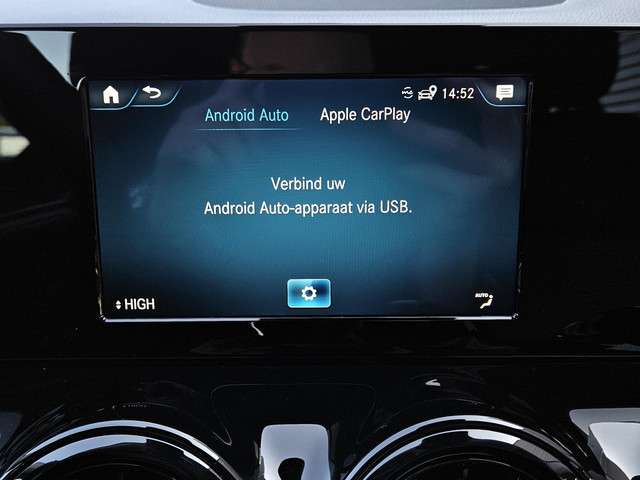 14:52
Android Auto Apple CarPlay
Verbind uw
Android Auto-apparaat via USB.
HIGH
AUTO